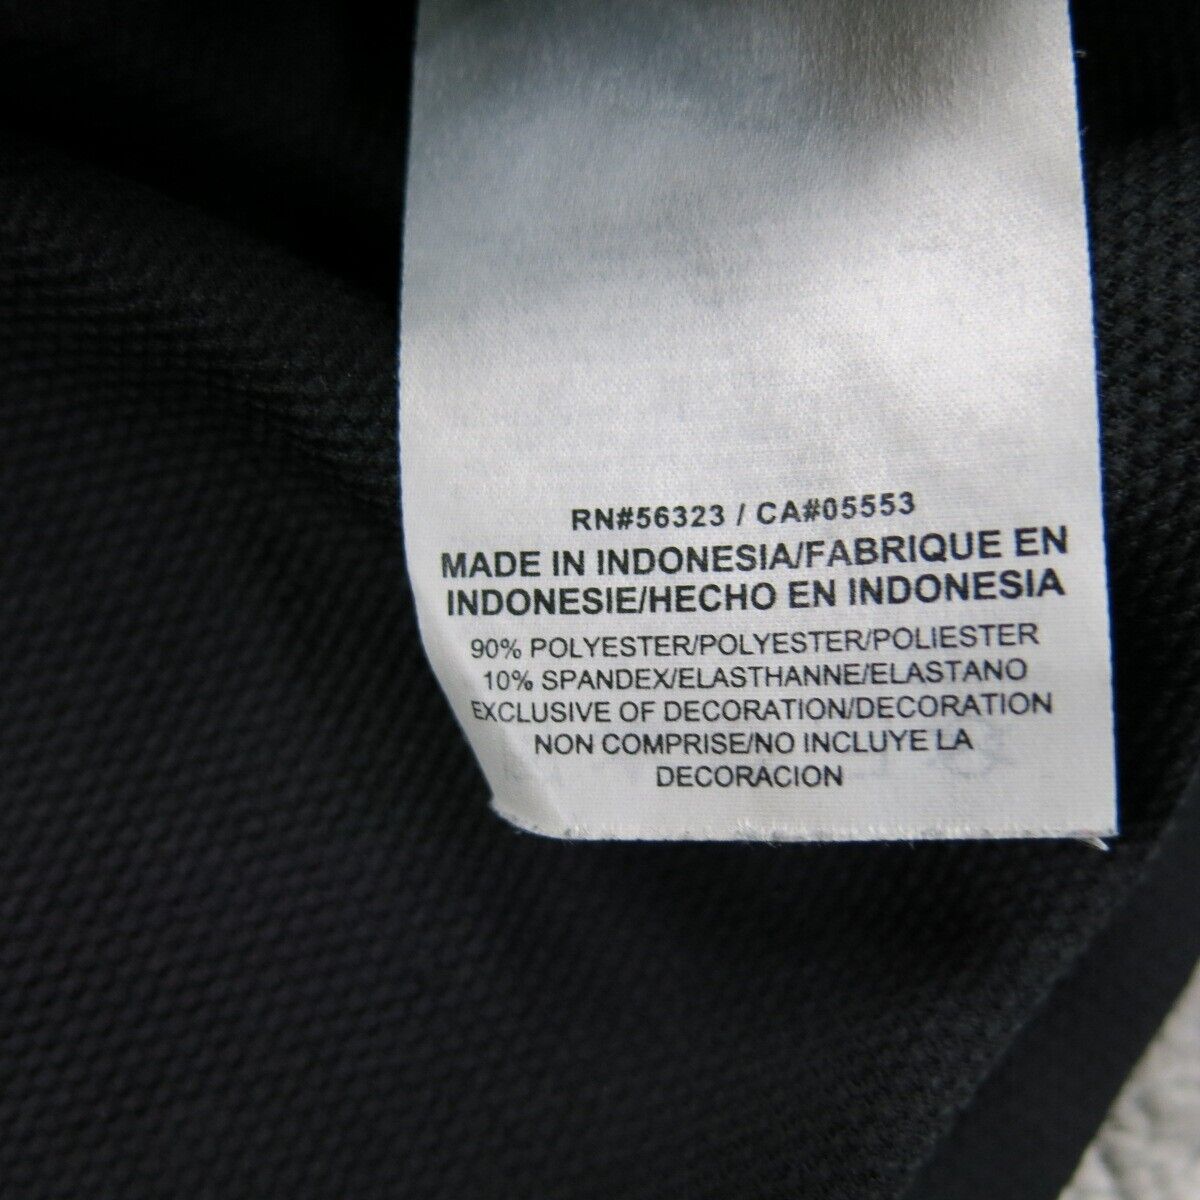 RN#56323 / CA#05553
MADE IN INDONESIA/FABRIQUE EN
INDONESIE/HECHO EN INDONESIA
90% POLYESTER/POLYESTER/POLIESTER
10% SPANDEX/ELASTHANNE/ELASTANO
EXCLUSIVE OF DECORATION/DECORATION
NON COMPRISE/NO INCLUYE LA
DECORACION